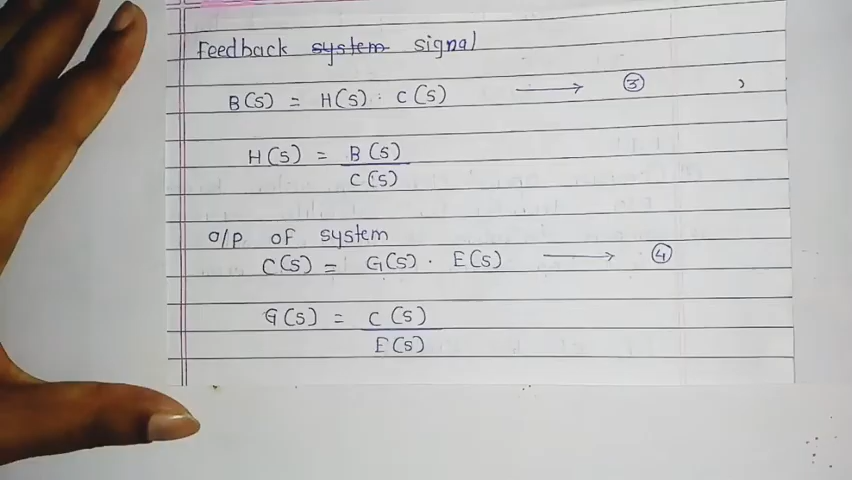 Feedback system signal
B(s) = H(s) · C(s) → ③ ,
H(s) = B(s)
C(s)
O/P OF system
C(s) = G(s) · E(s) → ④
G(s) = C(s)
E(s)